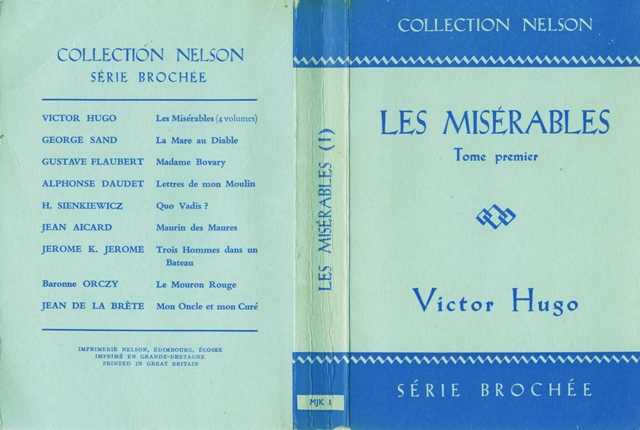 COLLECTION NELSON
SÉRIE BROCHÉE
VICTOR HUGO Les Misérables (4 volumes)
GEORGE SAND La Mare au Diable
GUSTAVE FLAUBERT Madame Bovary
ALPHONSE DAUDET Lettres de mon Moulin
H. SIENKIEWICZ Quo Vadis ?
JEAN AICARD Maurin des Maures
JEROME K. JEROME Trois Hommes dans un
Bateau
Baronne ORCZY Le Mouron Rouge
JEAN DE LA BRÈTE Mon Oncle et mon Curé
IMPRIMERIE NELSON, ÉDIMBOURG, ÉCOSSE
IMPRIMÉ EN GRANDE-BRETAGNE
PRINTED IN GREAT BRITAIN
LES MISÉRABLES (I)
MJK 1
COLLECTION NELSON
LES MISÉRABLES
Tome premier
Victor Hugo
SÉRIE BROCHÉE